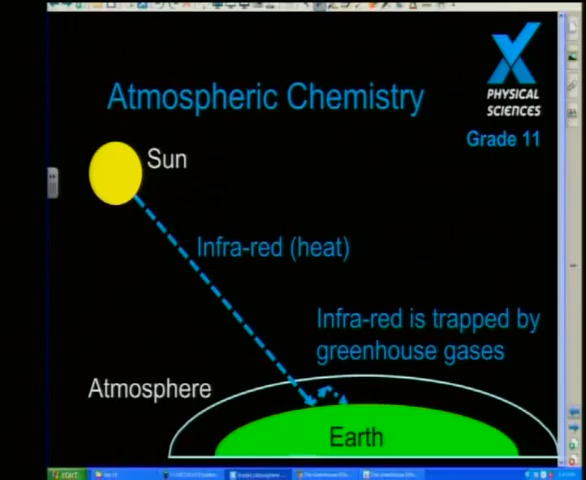 PHYSICAL
SCIENCES
Atmospheric Chemistry
Grade 11
Sun
Infra-red (heat)
Infra-red is trapped by
greenhouse gases
Atmosphere
Earth
start